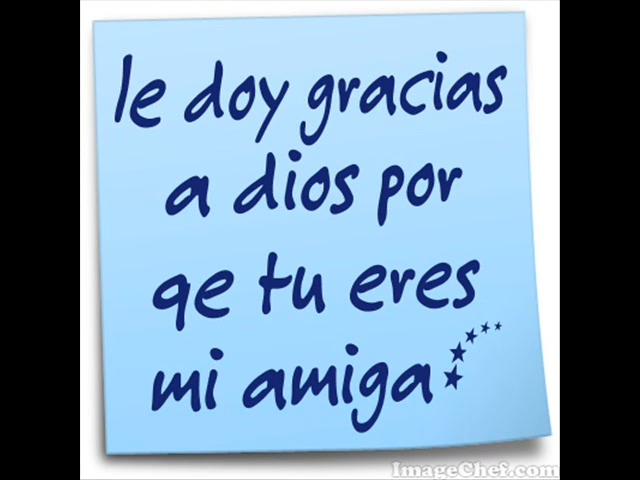 le doy gracias
a dios por
qe tu eres
mi amiga
ImageChef.com